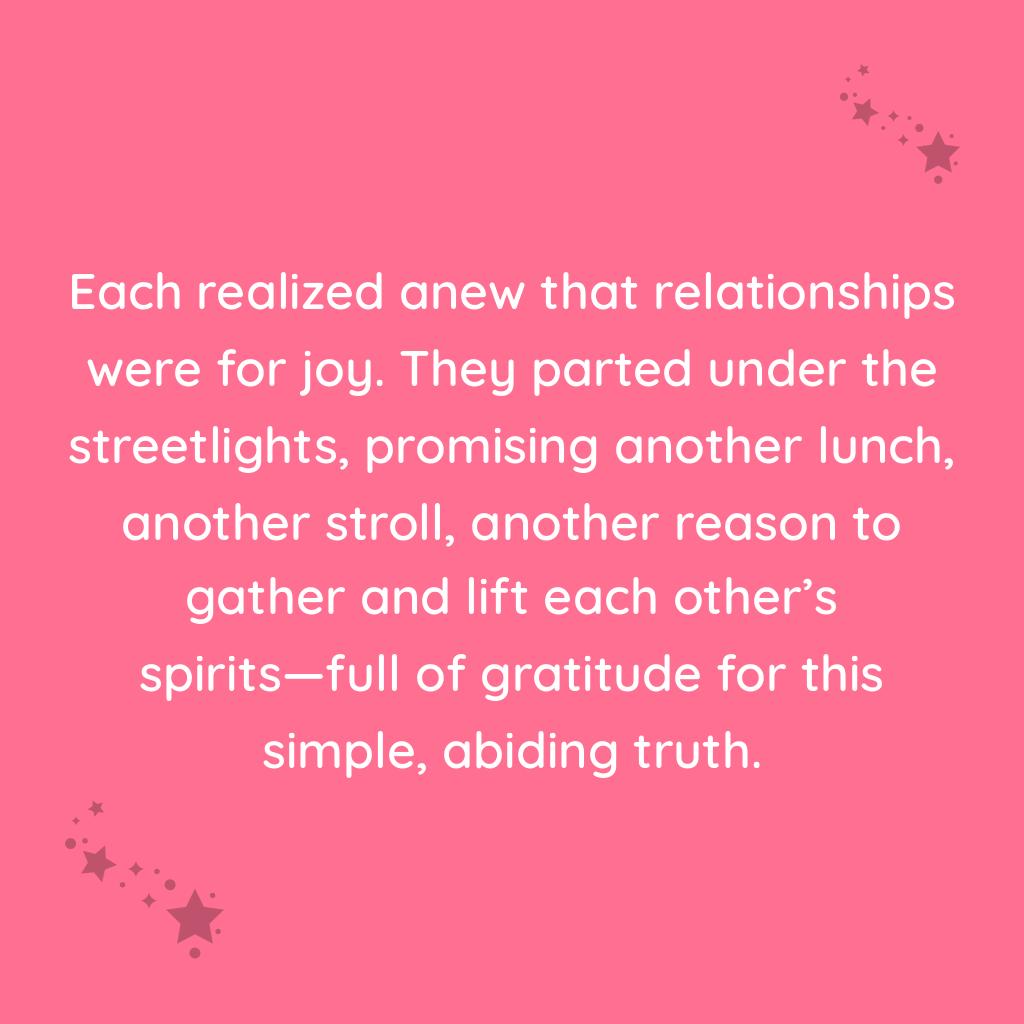 Each realized anew that relationships
were for joy. They parted under the
streetlights, promising another lunch,
another stroll, another reason to
gather and lift each other’s
spirits—full of gratitude for this
simple, abiding truth.